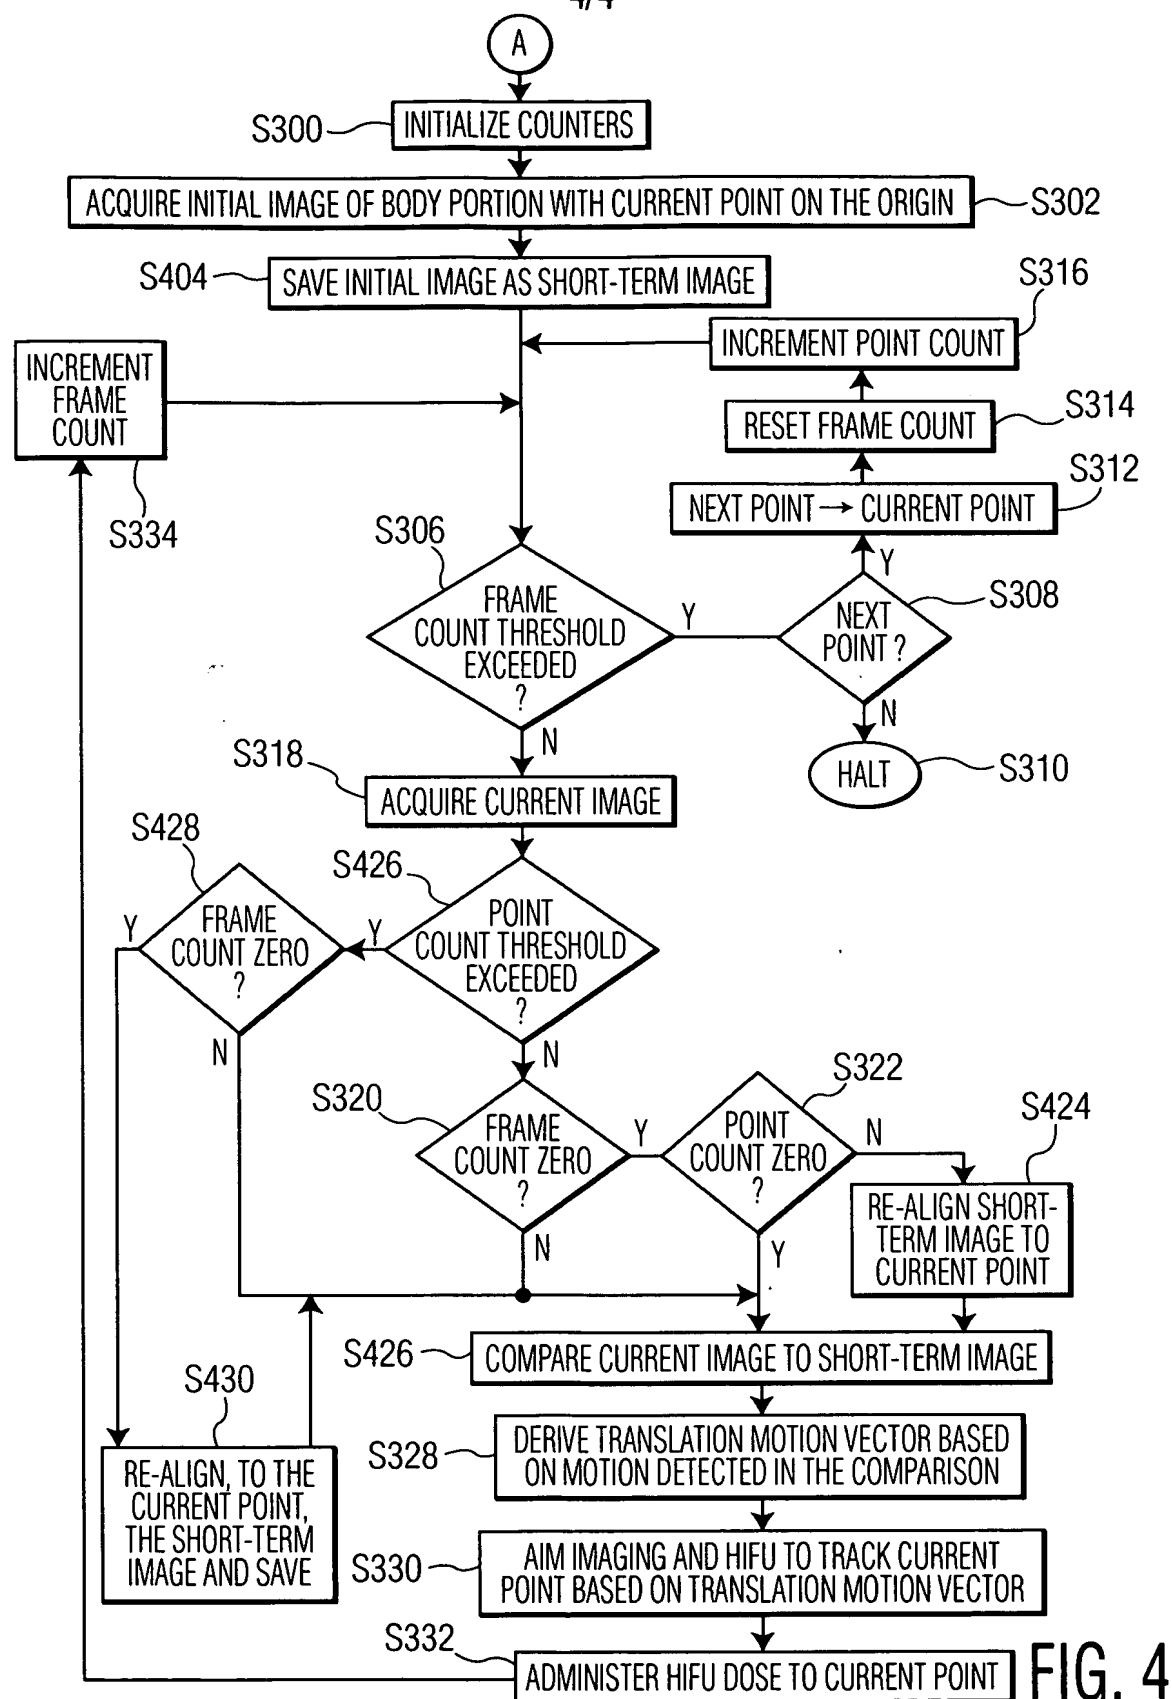 4/4
A
S300
INITIALIZE COUNTERS
ACQUIRE INITIAL IMAGE OF BODY PORTION WITH CURRENT POINT ON THE ORIGIN
S302
S404
SAVE INITIAL IMAGE AS SHORT-TERM IMAGE
S316
INCREMENT POINT COUNT
INCREMENT
FRAME
COUNT
S334
S314
RESET FRAME COUNT
S312
NEXT POINT → CURRENT POINT
S306
FRAME
COUNT THRESHOLD
EXCEEDED
?
Y
Y
S308
NEXT
POINT ?
N
N
HALT
S310
S318
ACQUIRE CURRENT IMAGE
S428
FRAME
COUNT ZERO
?
Y
N
S426
POINT
COUNT THRESHOLD
EXCEEDED
?
Y
N
S320
FRAME
COUNT ZERO
?
Y
N
S322
POINT
COUNT ZERO
?
N
Y
S424
RE-ALIGN SHORT-
TERM IMAGE TO
CURRENT POINT
S426
COMPARE CURRENT IMAGE TO SHORT-TERM IMAGE
S430
RE-ALIGN, TO THE
CURRENT POINT,
THE SHORT-TERM
IMAGE AND SAVE
S328
DERIVE TRANSLATION MOTION VECTOR BASED
ON MOTION DETECTED IN THE COMPARISON
S330
AIM IMAGING AND HIFU TO TRACK CURRENT
POINT BASED ON TRANSLATION MOTION VECTOR
S332
ADMINISTER HIFU DOSE TO CURRENT POINT
FIG. 4